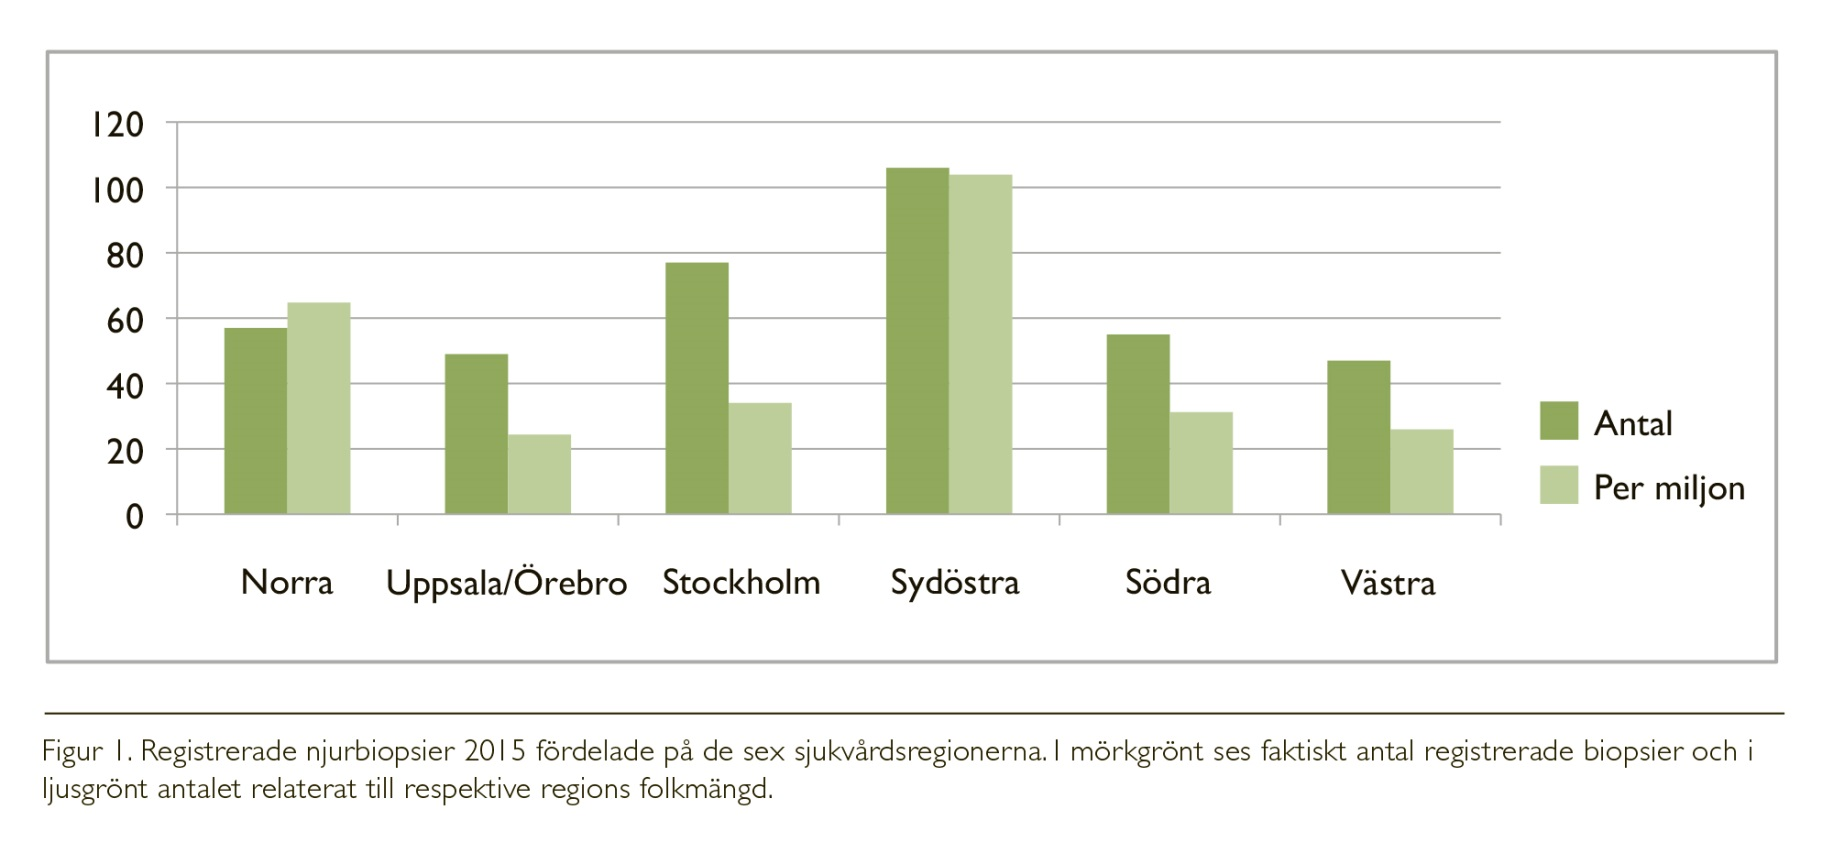 120
100
80
60
40
20
0
Norra
Uppsala/Örebro
Stockholm
Sydöstra
Södra
Västra
Antal
Per miljon
Figur 1. Registrerade njurbiopsier 2015 fördelade på de sex sjukvårdsregionerna. I mörkgrönt ses faktiskt antal registrerade biopsier och i
ljusgrönt antalet relaterat till respektive regions folkmängd.